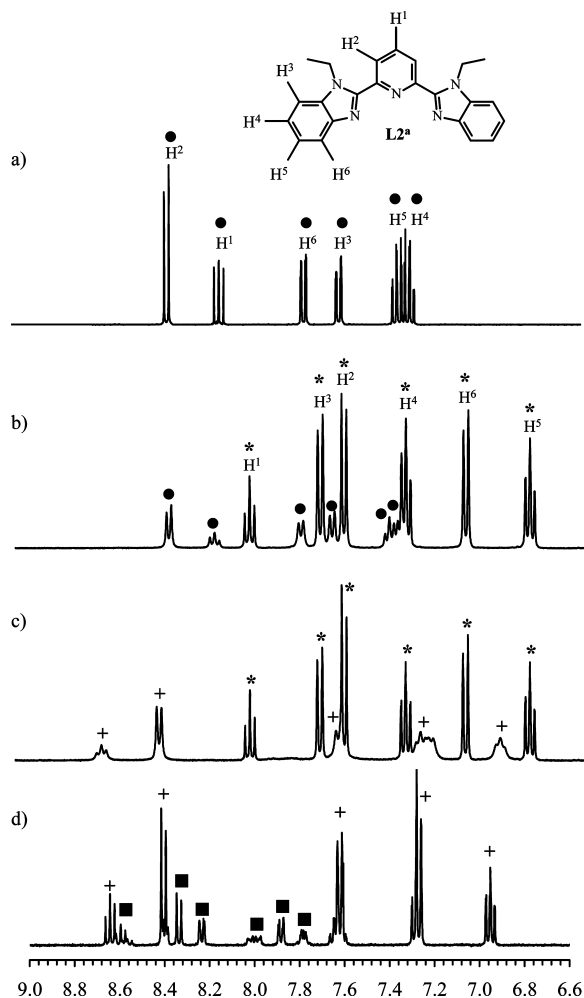 H¹
H²
H³
N
N
N
N
N
H⁴
L2ᵃ
H⁵
H⁶
a)
●
H²
●
H¹
●
H⁶
●
H³
● ●
H⁵ H⁴
b)
*
H¹
*
H³
*
H²
*
H⁴
*
H⁶
*
H⁵
● ● ● ● ● ●
c)
+ + * + * * * + * + *
d)
+ ■ + ■ ■ ■ ■ ■ + + +
9.0 8.8 8.6 8.4 8.2 8.0 7.8 7.6 7.4 7.2 7.0 6.8 6.6